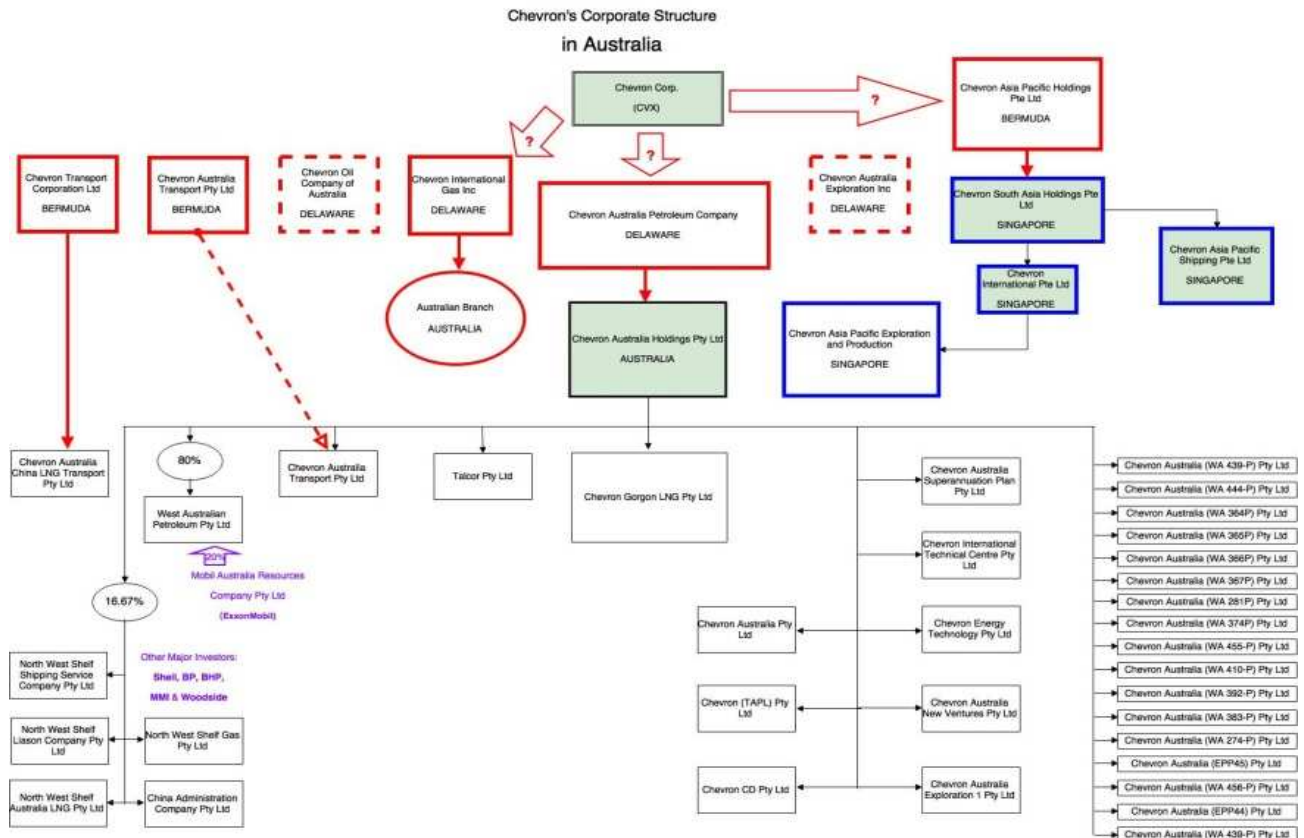 Chevron's Corporate Structure
in Australia
Chevron Corp.
(CVX)
?
?
?
Chevron Asia Pacific Holdings
Pte Ltd
BERMUDA
Chevron Transport
Corporation Ltd
BERMUDA
Chevron Australia
Transport Pty Ltd
BERMUDA
Chevron Oil
Company of
Australia
DELAWARE
Chevron International
Gas Inc
DELAWARE
Chevron Australia Petroleum Company
DELAWARE
Chevron Australia
Exploration Inc
DELAWARE
Chevron South Asia Holdings Pte
Ltd
SINGAPORE
Chevron Asia Pacific
Shipping Pte Ltd
SINGAPORE
Chevron
International Pte Ltd
SINGAPORE
Australian Branch
AUSTRALIA
Chevron Australia Holdings Pty Ltd
AUSTRALIA
Chevron Asia Pacific Exploration
and Production
SINGAPORE
Chevron Australia
China LNG Transport
Pty Ltd
80%
West Australian
Petroleum Pty Ltd
20%
Mobil Australia Resources
Company Pty Ltd
(ExxonMobil)
Chevron Australia
Transport Pty Ltd
Talcor Pty Ltd
Chevron Gorgon LNG Pty Ltd
16.67%
Other Major Investors:
Shell, BP, BHP,
MMI & Woodside
North West Shelf
Shipping Service
Company Pty Ltd
North West Shelf
Liason Company Pty
Ltd
North West Shelf Gas
Pty Ltd
North West Shelf
Australia LNG Pty Ltd
China Administration
Company Pty Ltd
Chevron Australia
Superannuation Plan
Pty Ltd
Chevron International
Technical Centre Pty
Ltd
Chevron Australia Pty
Ltd
Chevron Energy
Technology Pty Ltd
Chevron (TAPL) Pty
Ltd
Chevron Australia
New Ventures Pty Ltd
Chevron CD Pty Ltd
Chevron Australia
Exploration 1 Pty Ltd
Chevron Australia (WA 439-P) Pty Ltd
Chevron Australia (WA 444-P) Pty Ltd
Chevron Australia (WA 364P) Pty Ltd
Chevron Australia (WA 365P) Pty Ltd
Chevron Australia (WA 366P) Pty Ltd
Chevron Australia (WA 367P) Pty Ltd
Chevron Australia (WA 281P) Pty Ltd
Chevron Australia (WA 374P) Pty Ltd
Chevron Australia (WA 455-P) Pty Ltd
Chevron Australia (WA 410-P) Pty Ltd
Chevron Australia (WA 392-P) Pty Ltd
Chevron Australia (WA 383-P) Pty Ltd
Chevron Australia (WA 274-P) Pty Ltd
Chevron Australia (EPP45) Pty Ltd
Chevron Australia (WA 456-P) Pty Ltd
Chevron Australia (EPP44) Pty Ltd
Chevron Australia (WA 439-P) Pty Ltd